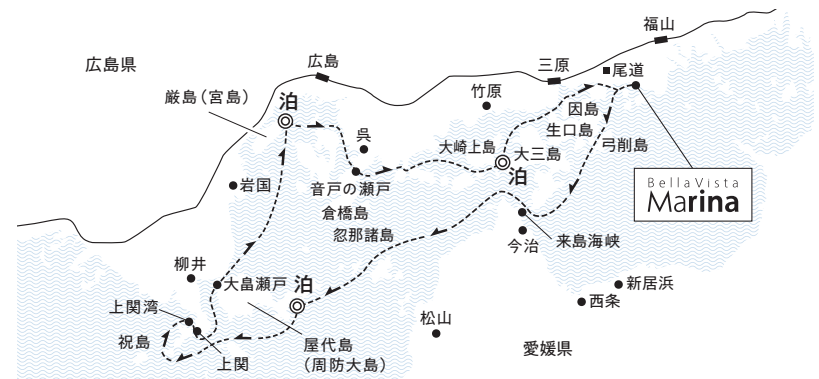 福山
広島県
広島
三原
尾道
厳島（宮島）
泊
竹原
因島
呉
大崎上島
大三島
生口島
弓削島
泊
岩国
音戸の瀬戸
倉橋島
忽那諸島
BellaVista
Marina
来島海峡
今治
柳井
大畠瀬戸
泊
新居浜
西条
上関湾
祝島
上関
屋代島
（周防大島）
松山
愛媛県